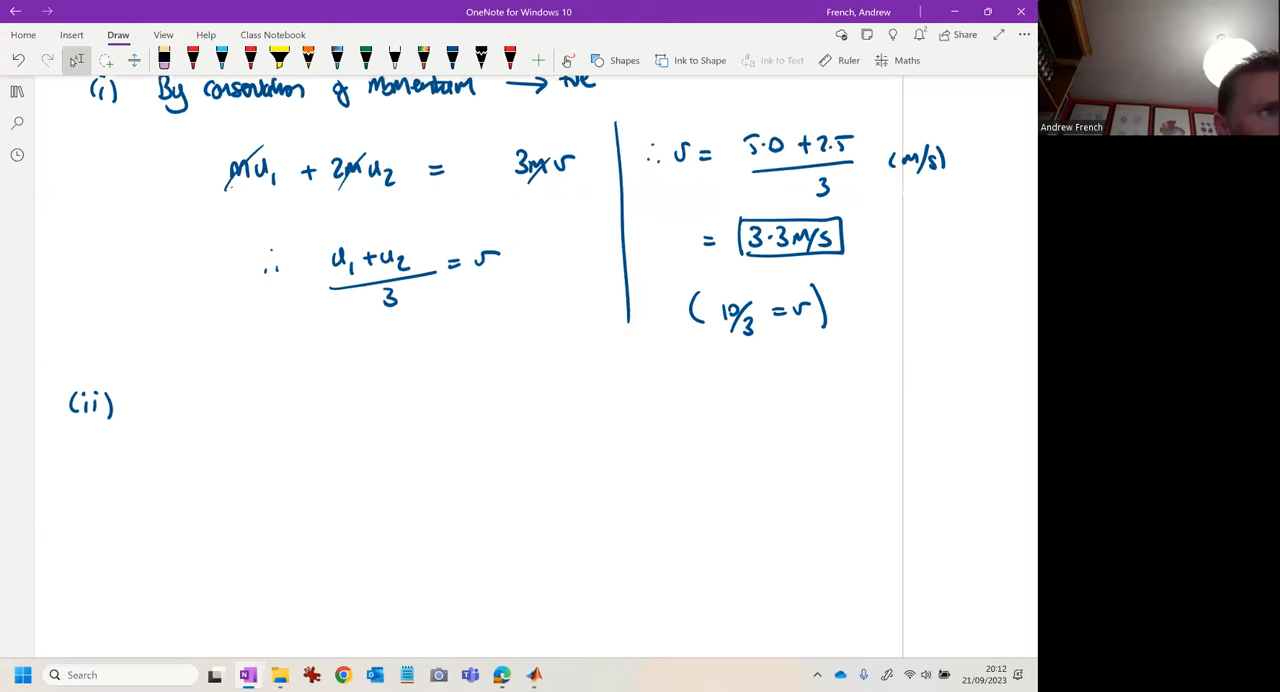 OneNote for Windows 10
French, Andrew
Home Insert Draw View Help Class Notebook
Share
Shapes Ink to Shape Ink to Text Ruler Maths
Andrew French
(i) By conservation of momentum → +ve
mu₁ + 2mu₂ = 3mv
∴ u₁ + u₂ / 3 = v
∴ v = 5.0 + 2.5 / 3 (m/s)
= 3.3 m/s
( 10/3 = v )
(ii)
Search
20:12
21/09/2023